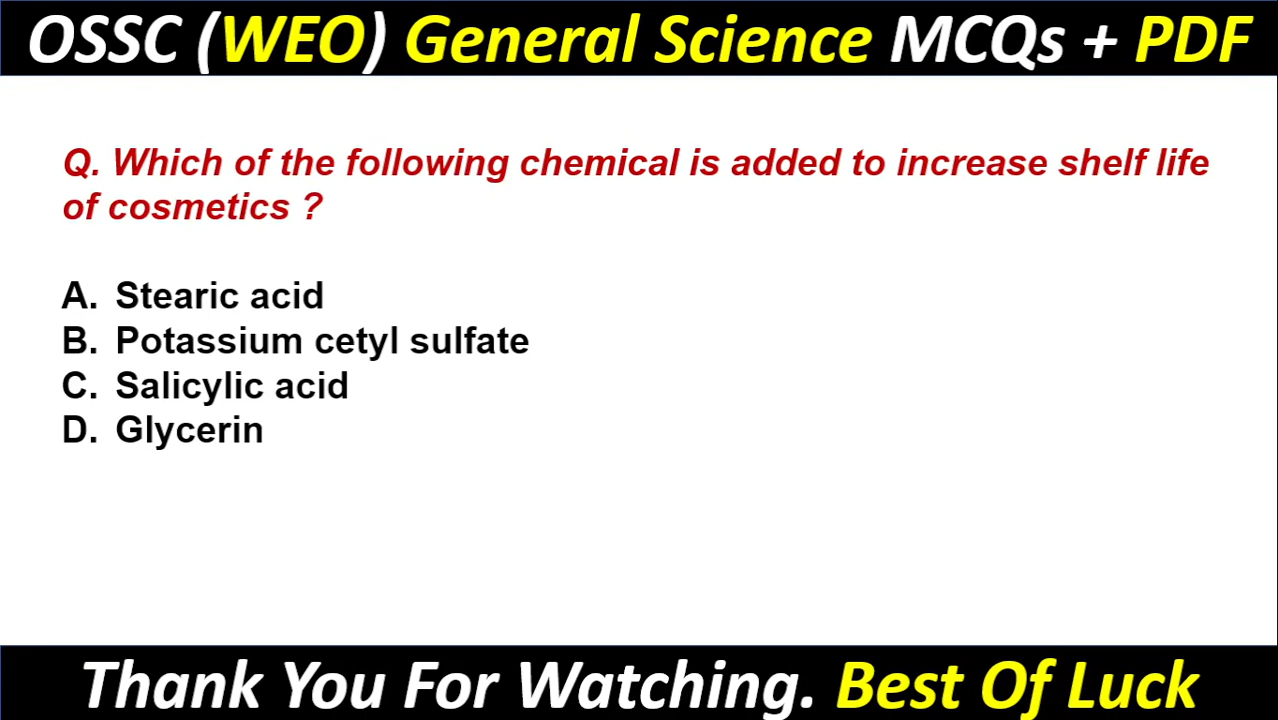 OSSC (WEO) General Science MCQs + PDF
Q. Which of the following chemical is added to increase shelf life
of cosmetics ?
A. Stearic acid
B. Potassium cetyl sulfate
C. Salicylic acid
D. Glycerin
Thank You For Watching. Best Of Luck